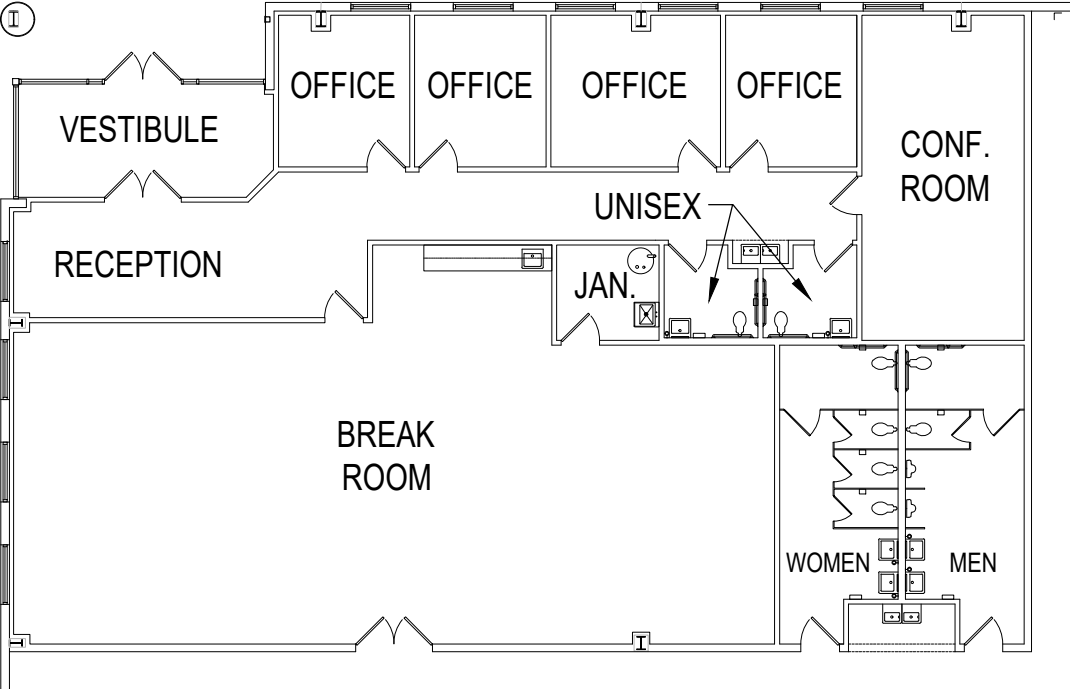 OFFICE
OFFICE
OFFICE
OFFICE
VESTIBULE
CONF.
ROOM
UNISEX
RECEPTION
JAN.
BREAK
ROOM
WOMEN
MEN